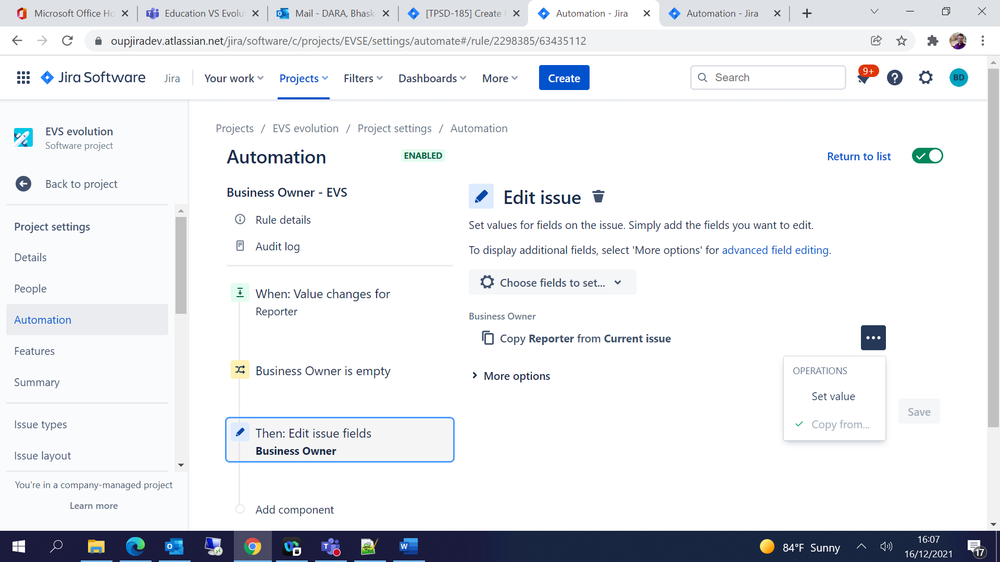 Microsoft Office Ho
Education VS Evolut
Mail - DARA, Bhask
[TPSD-185] Create
Automation - Jira
Automation - Jira
oupjiradev.atlassian.net/jira/software/c/projects/EVSE/settings/automate#/rule/2298385/63435112
Jira Software
Jira
Your work
Projects
Filters
Dashboards
More
Create
Search
9+
BD
EVS evolution
Software project
Back to project
Project settings
Details
People
Automation
Features
Summary
Issue types
Issue layout
You're in a company-managed project
Learn more
Projects / EVS evolution / Project settings / Automation
Automation
ENABLED
Return to list
Business Owner - EVS
Rule details
Audit log
When: Value changes for
Reporter
Business Owner is empty
Then: Edit issue fields
Business Owner
Add component
Edit issue
Set values for fields on the issue. Simply add the fields you want to edit.
To display additional fields, select 'More options' for advanced field editing.
Choose fields to set...
Business Owner
Copy Reporter from Current issue
More options
OPERATIONS
Set value
Copy from...
Save
84°F Sunny
16:07
16/12/2021
17